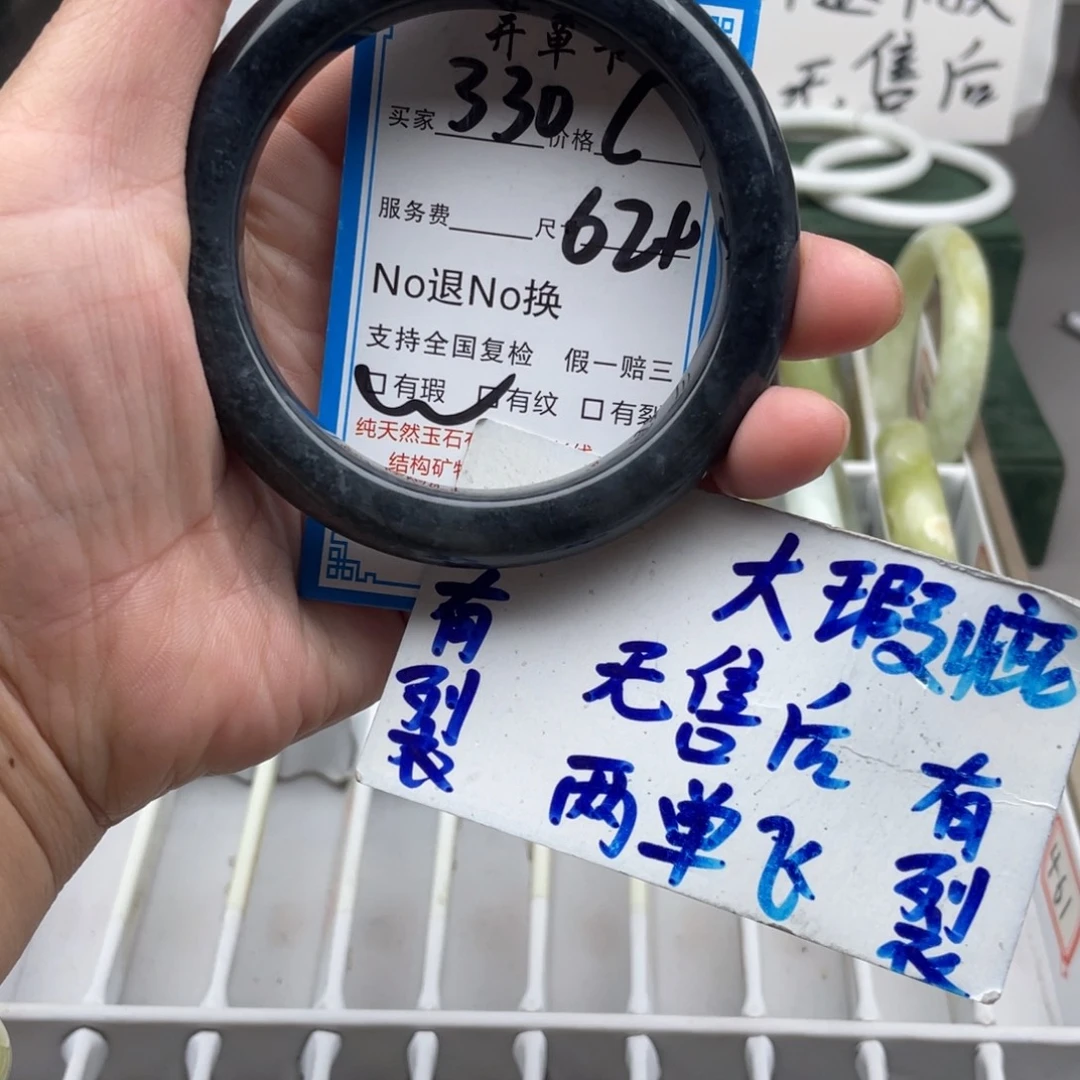 开单卡
买家 330 价格
服务费 尺寸 62+
No退No换
支持全国复检 假一赔三
□有瑕 □有纹 □有裂
纯天然玉石
结构矿物
无售后
有裂
大瑕疵
无售后
两单飞
有裂
461